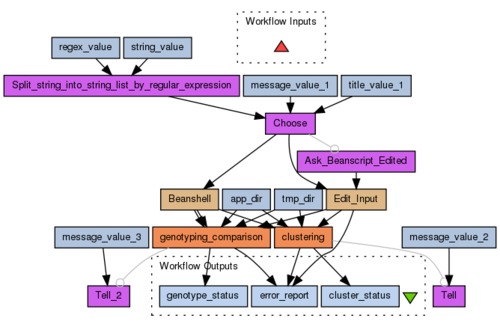 Workflow Inputs
regex_value
string_value
Split_string_into_string_list_by_regular_expression
message_value_1
title_value_1
Choose
Ask_Beanscript_Edited
Beanshell
app_dir
tmp_dir
Edit_Input
message_value_3
genotyping_comparison
clustering
message_value_2
Workflow Outputs
Tell_2
genotype_status
error_report
cluster_status
Tell